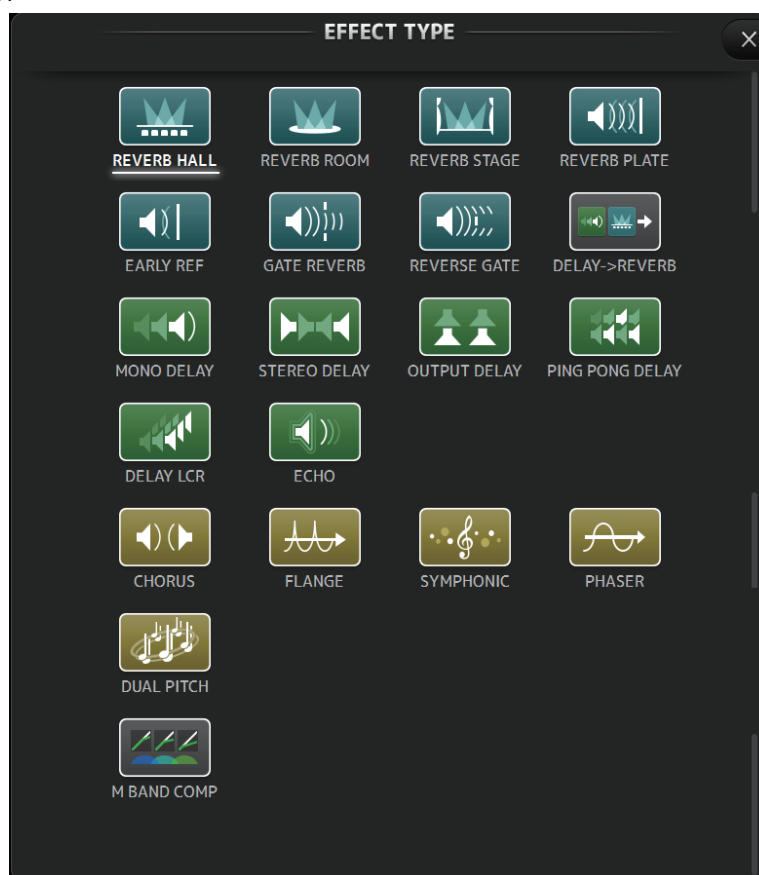 EFFECT TYPE
REVERB HALL
REVERB ROOM
REVERB STAGE
REVERB PLATE
EARLY REF
GATE REVERB
REVERSE GATE
DELAY->REVERB
MONO DELAY
STEREO DELAY
OUTPUT DELAY
PING PONG DELAY
DELAY LCR
ECHO
CHORUS
FLANGE
SYMPHONIC
PHASER
DUAL PITCH
M BAND COMP